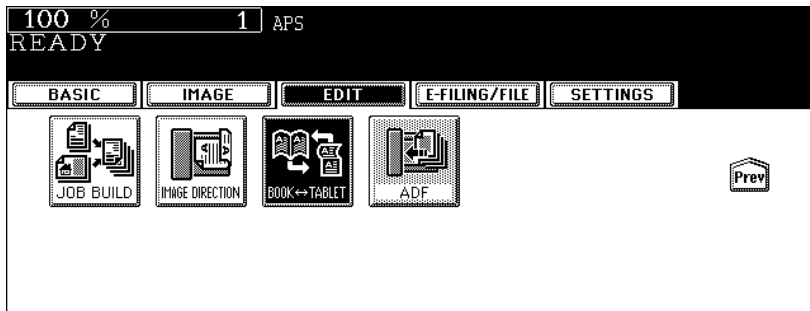 100 % 1 APS
READY
BASIC IMAGE EDIT E-FILING/FILE SETTINGS
JOB BUILD IMAGE DIRECTION BOOK↔TABLET ADF
Prev